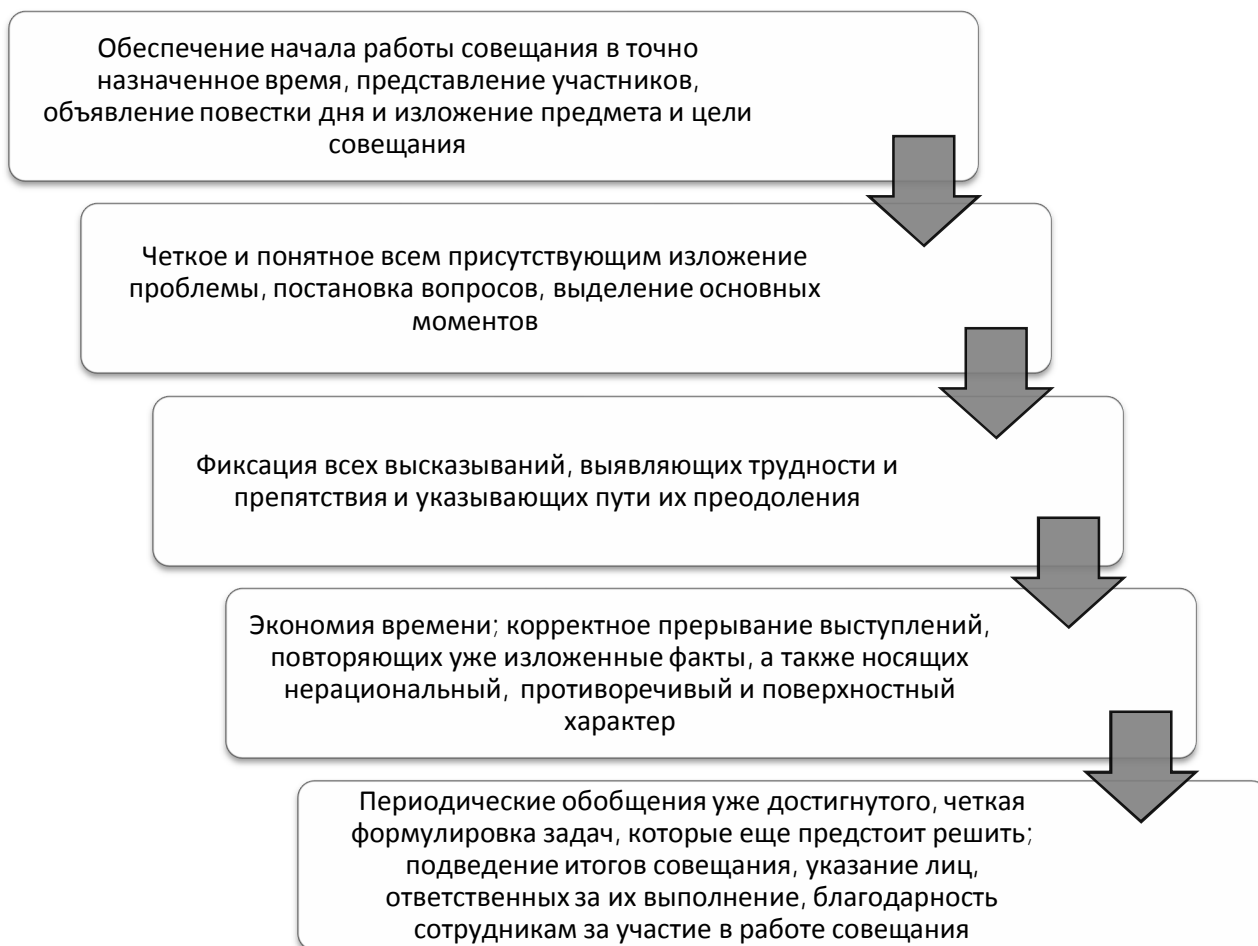 Обеспечение начала работы совещания в точно
назначенное время, представление участников,
объявление повестки дня и изложение предмета и цели
совещания
Четкое и понятное всем присутствующим изложение
проблемы, постановка вопросов, выделение основных
моментов
Фиксация всех высказываний, выявляющих трудности и
препятствия и указывающих пути их преодоления
Экономия времени; корректное прерывание выступлений,
повторяющих уже изложенные факты, а также носящих
нерациональный, противоречивый и поверхностный
характер
Периодические обобщения уже достигнутого, четкая
формулировка задач, которые еще предстоит решить;
подведение итогов совещания, указание лиц,
ответственных за их выполнение, благодарность
сотрудникам за участие в работе совещания